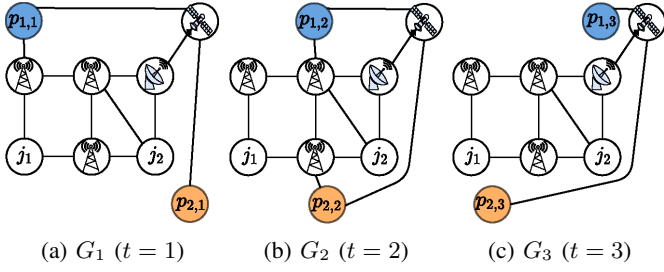 p₁,₁ p₁,₂ p₁,₃
j₁ j₂ j₁ j₂ j₁ j₂
p₂,₁ p₂,₂ p₂,₃
(a) G₁ (t = 1) (b) G₂ (t = 2) (c) G₃ (t = 3)